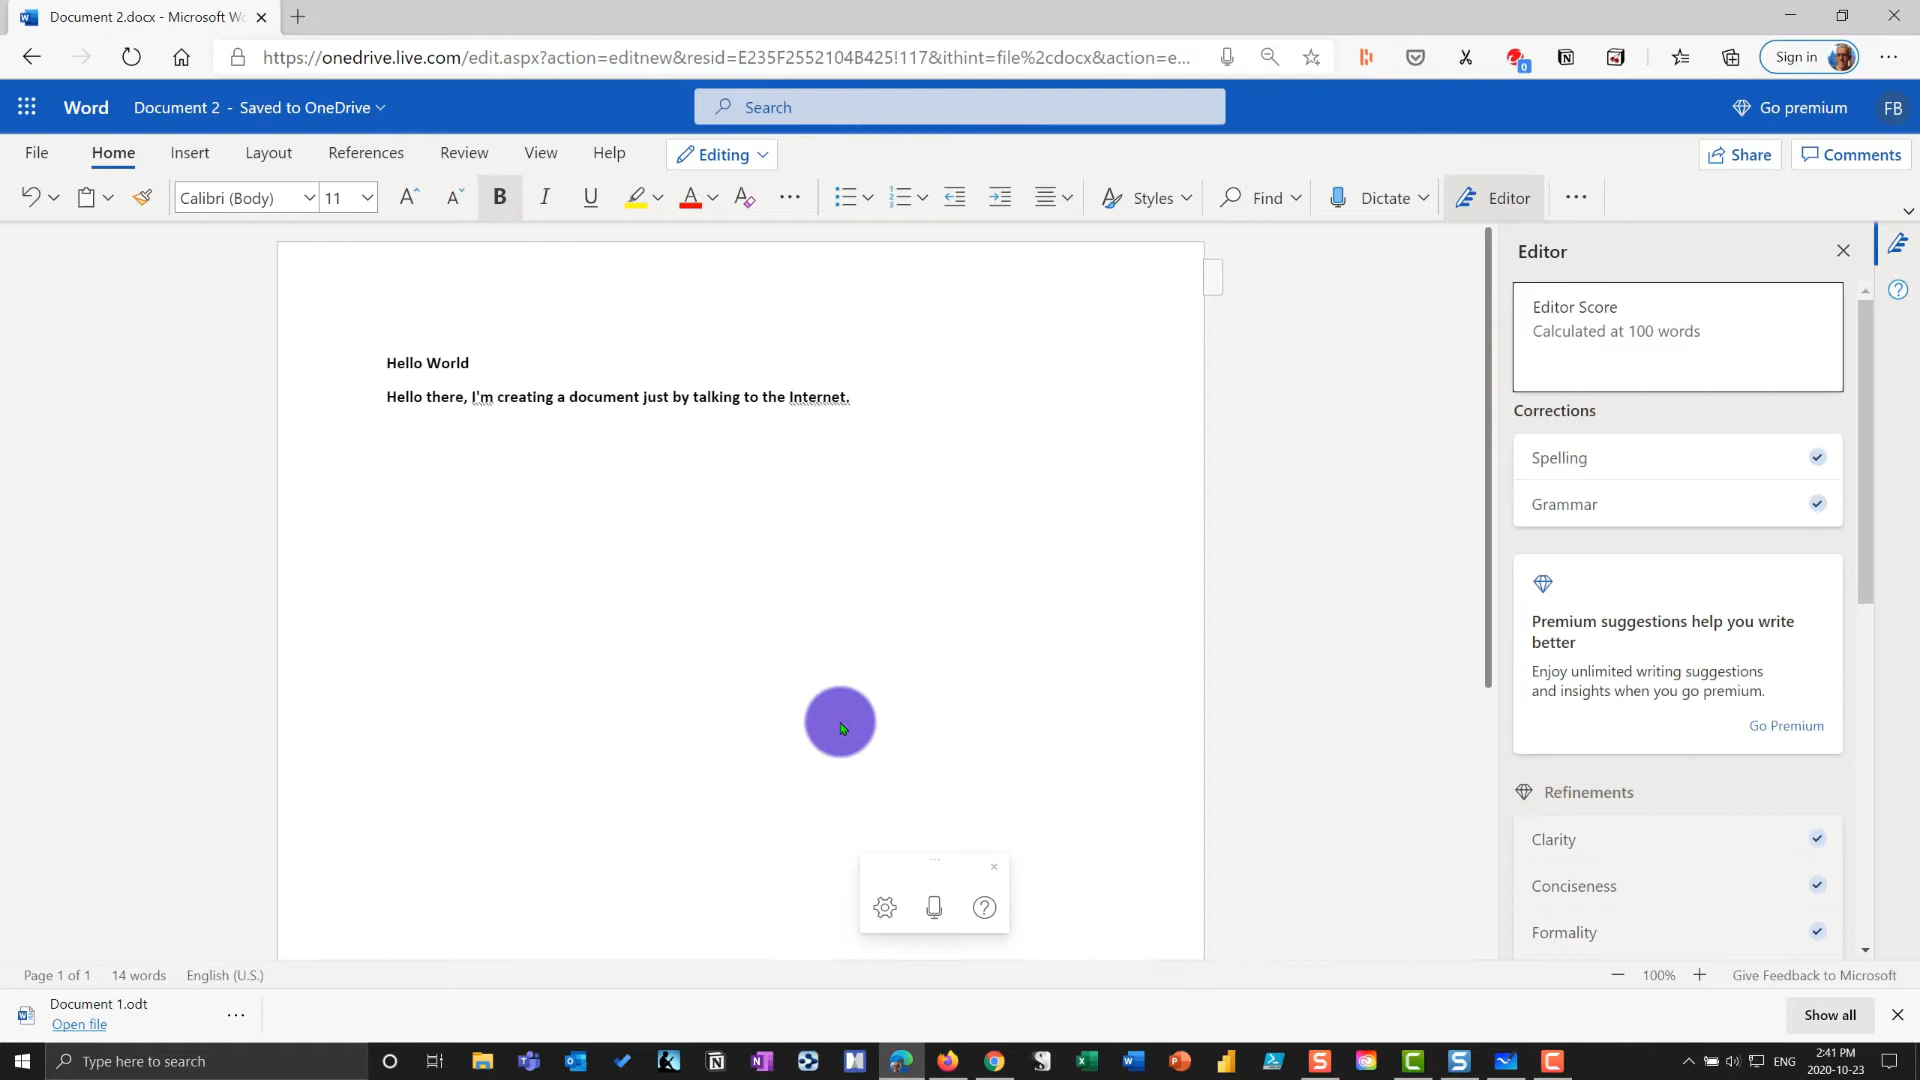 Document 2.docx - Microsoft Wo
https://onedrive.live.com/edit.aspx?action=editnew&resid=E235F2552104B425!117&ithint=file%2cdocx&action=e...
0
Sign in
Word
Document 2 - Saved to OneDrive
Search
Go premium
FB
File Home Insert Layout References Review View Help Editing Share Comments
Calibri (Body) 11 A A B I U A A Styles Find Dictate Editor
Editor
Editor Score
Calculated at 100 words
Hello World
Hello there, I'm creating a document just by talking to the Internet.
Corrections
Spelling
Grammar
Premium suggestions help you write
better
Enjoy unlimited writing suggestions
and insights when you go premium.
Go Premium
Refinements
Clarity
Conciseness
Formality
Page 1 of 1 14 words English (U.S.) 100% Give Feedback to Microsoft
Document 1.odt
Open file
Show all
Type here to search
ENG
2:41 PM
2020-10-23